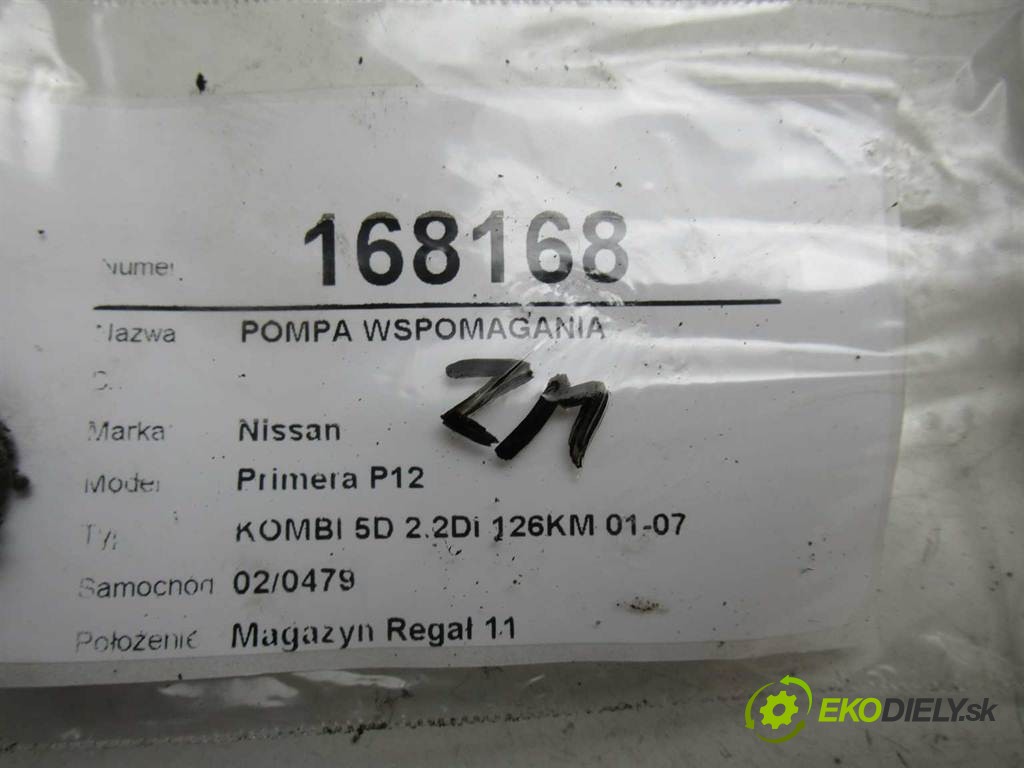 Numer 168168
Nazwa POMPA WSPOMAGANIA
ZM
Marka Nissan
Model Primera P12
Typ KOMBI 5D 2.2Di 126KM 01-07
Samochód 02/0479
Położenie Magazyn Regał 11
EKODIELY.sk